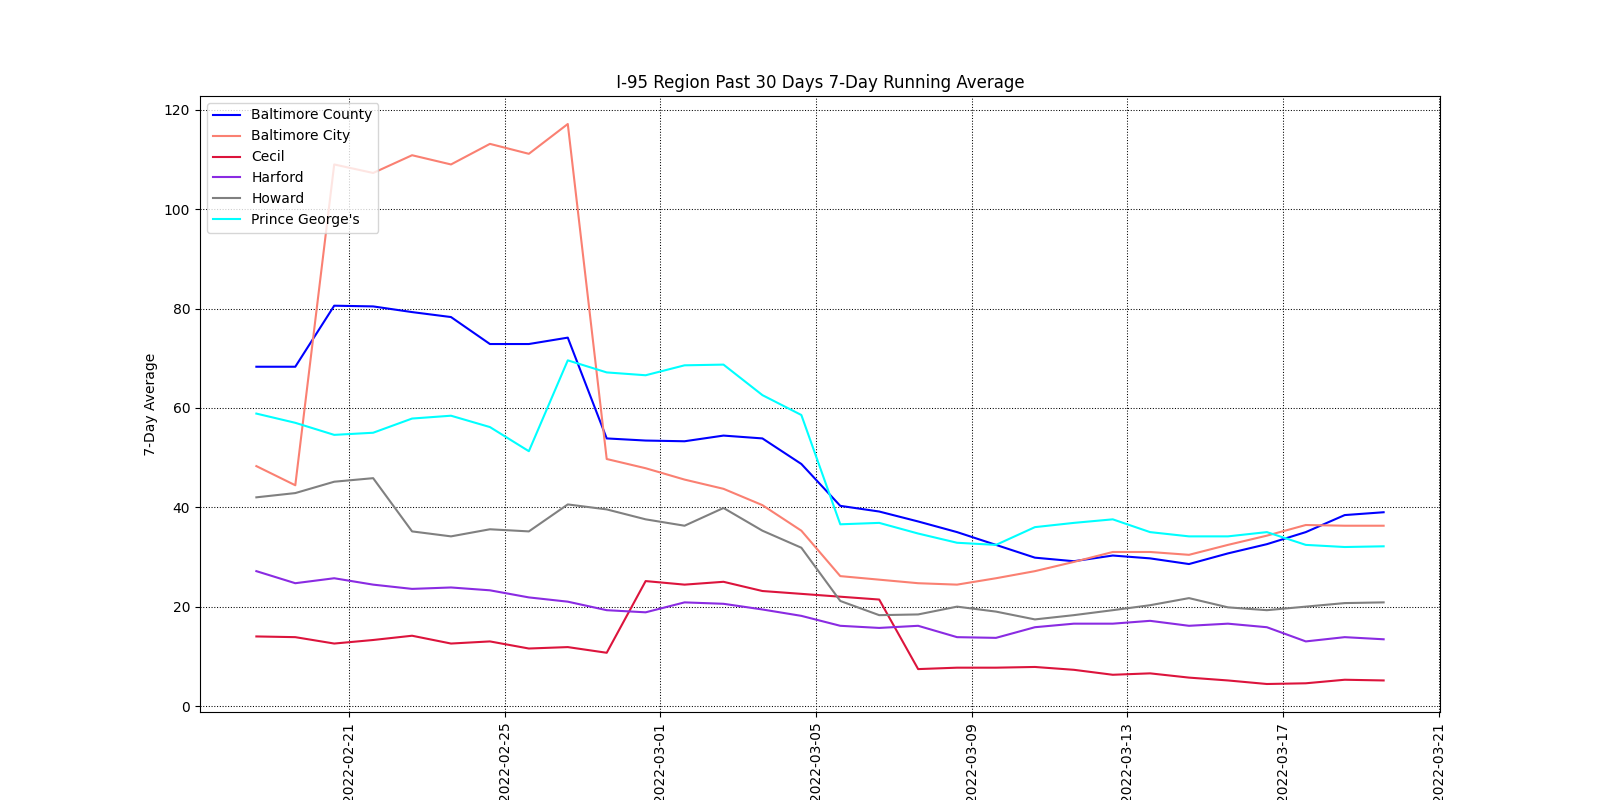 I-95 Region Past 30 Days 7-Day Running Average
7-Day Average
120
100
80
60
40
20
0
Baltimore County
Baltimore City
Cecil
Harford
Howard
Prince George's
2022-02-21
2022-02-25
2022-03-01
2022-03-05
2022-03-09
2022-03-13
2022-03-17
2022-03-21